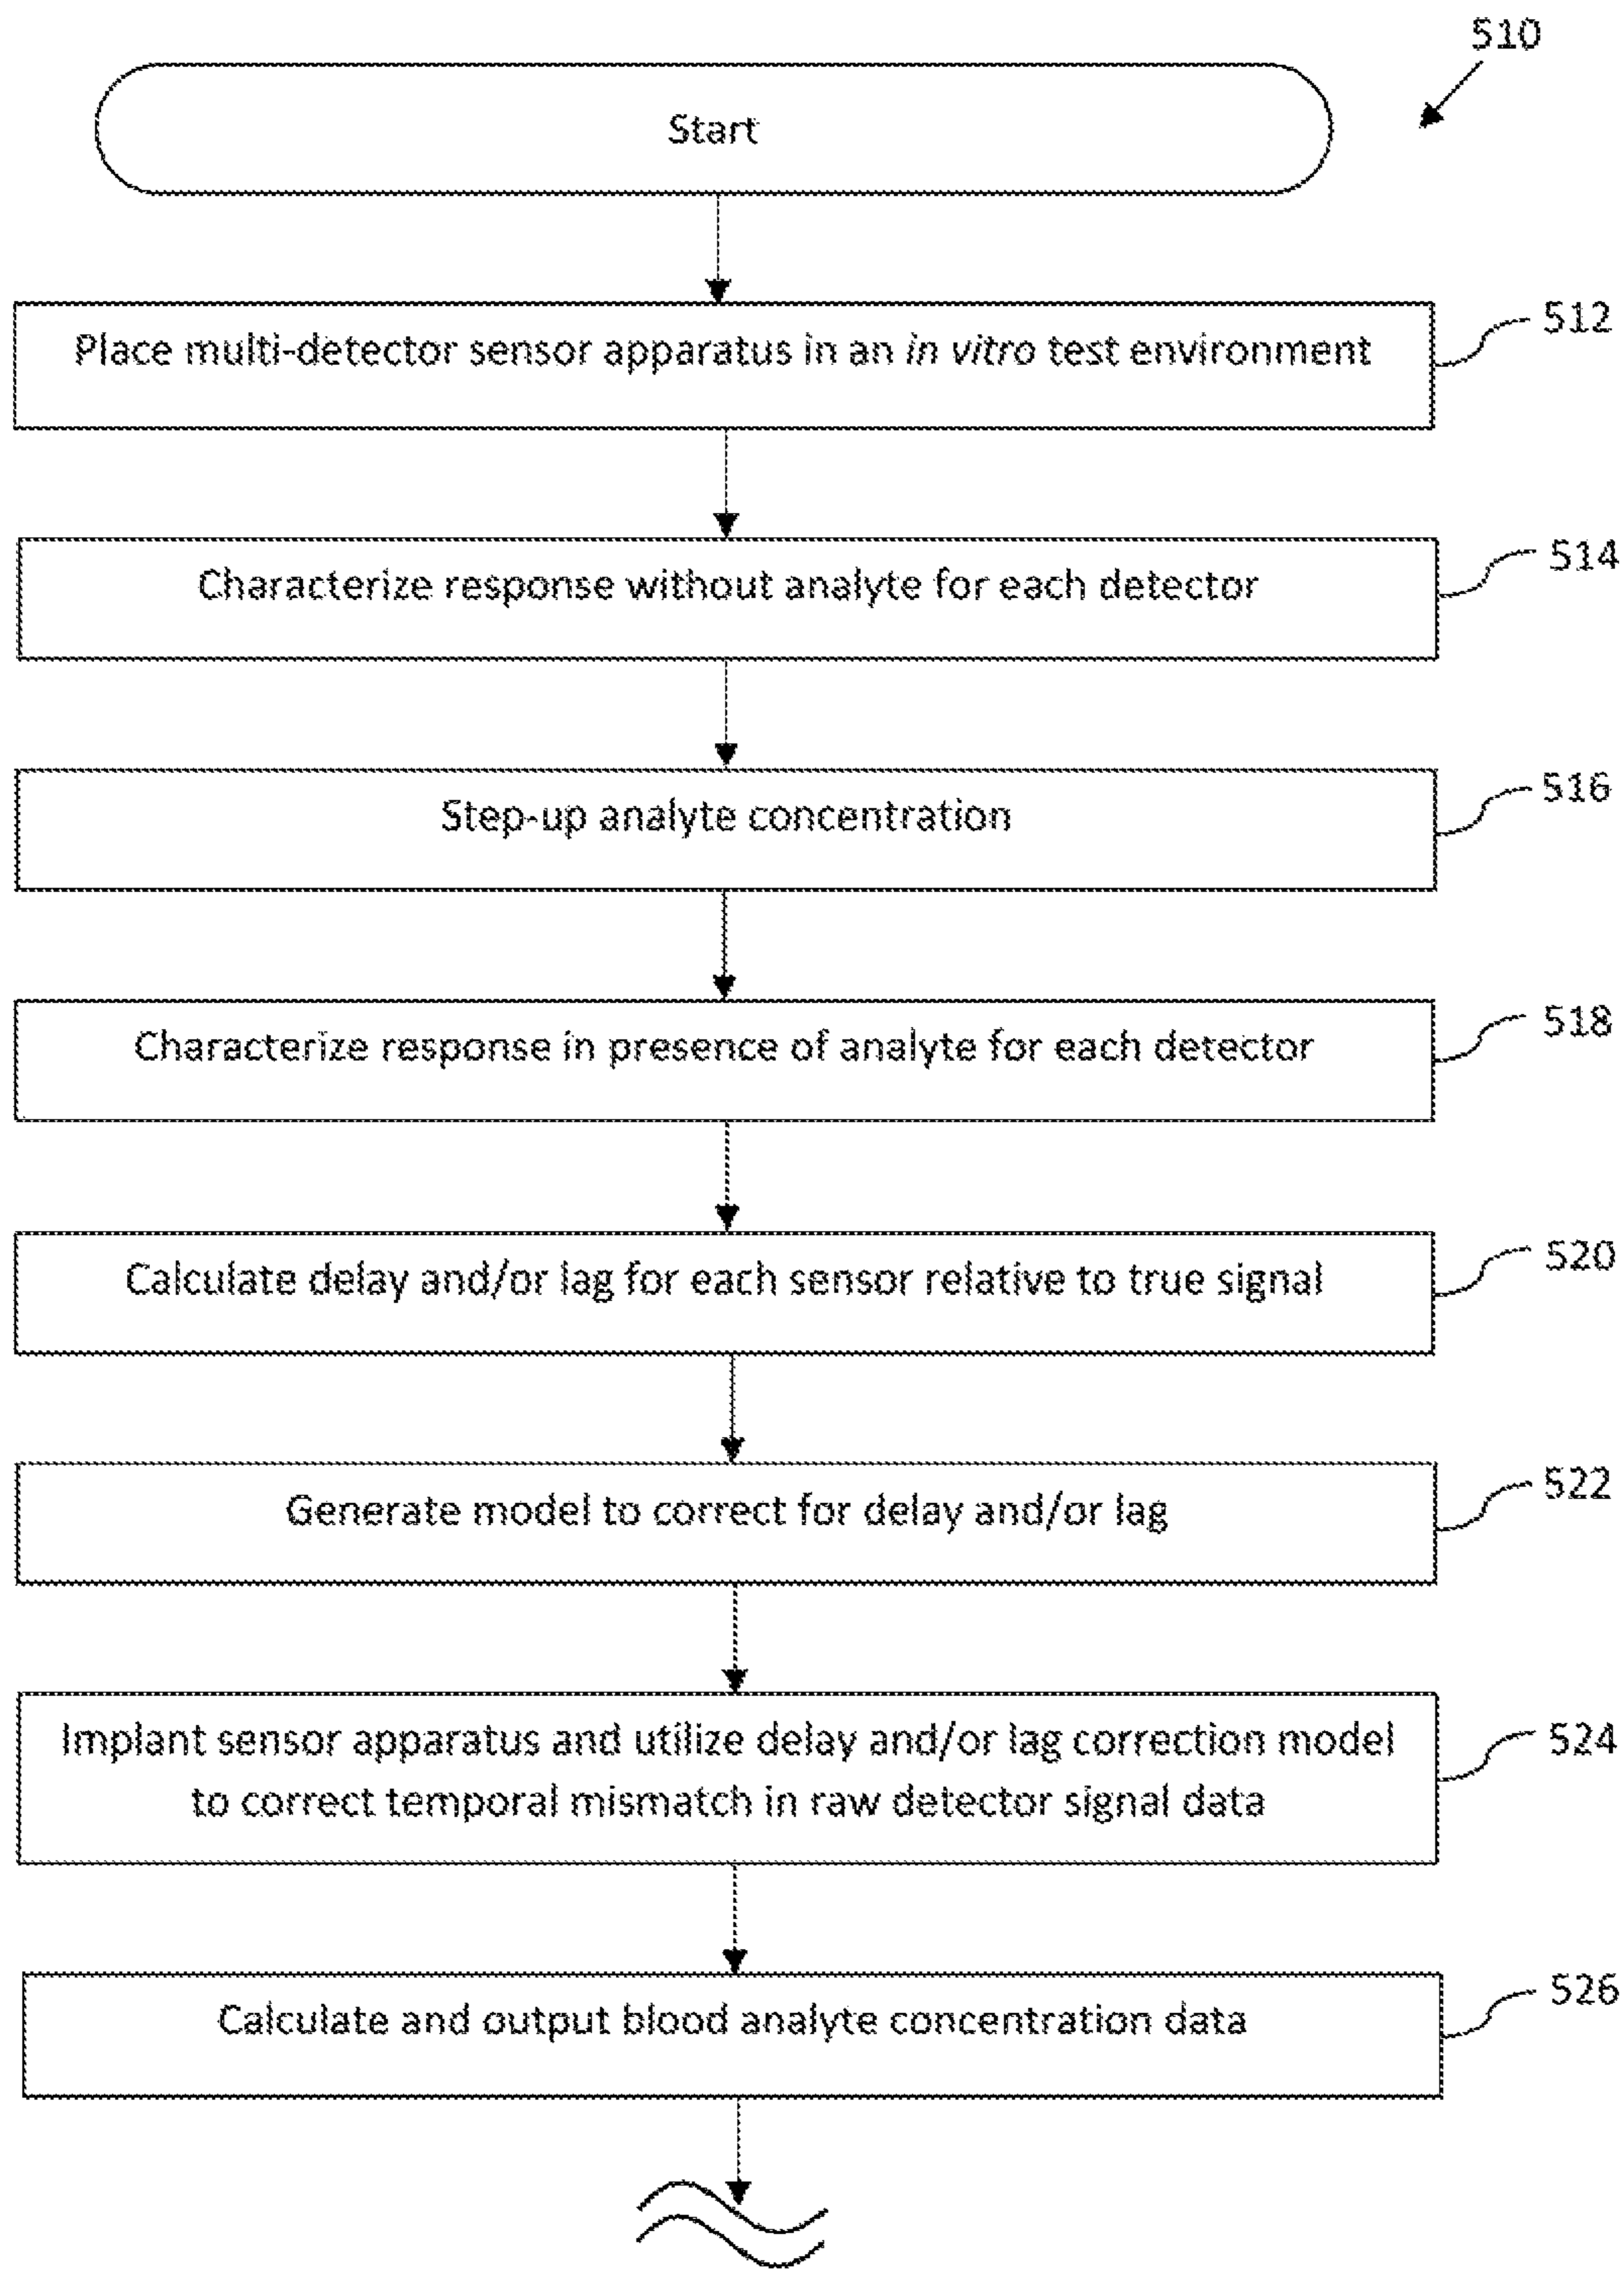 510
Start
Place multi-detector sensor apparatus in an in vitro test environment
512
Characterize response without analyte for each detector
514
Step-up analyte concentration
516
Characterize response in presence of analyte for each detector
518
Calculate delay and/or lag for each sensor relative to true signal
520
Generate model to correct for delay and/or lag
522
Implant sensor apparatus and utilize delay and/or lag correction model
to correct temporal mismatch in raw detector signal data
524
Calculate and output blood analyte concentration data
526